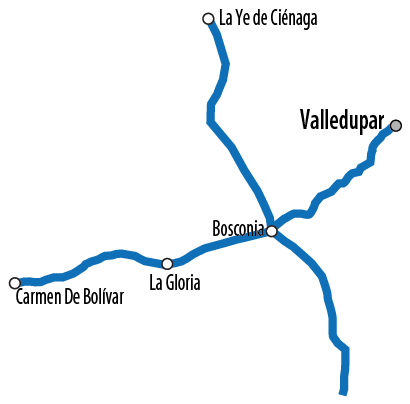 La Ye de Ciénaga
Valledupar
Bosconia
La Gloria
Carmen De Bolívar